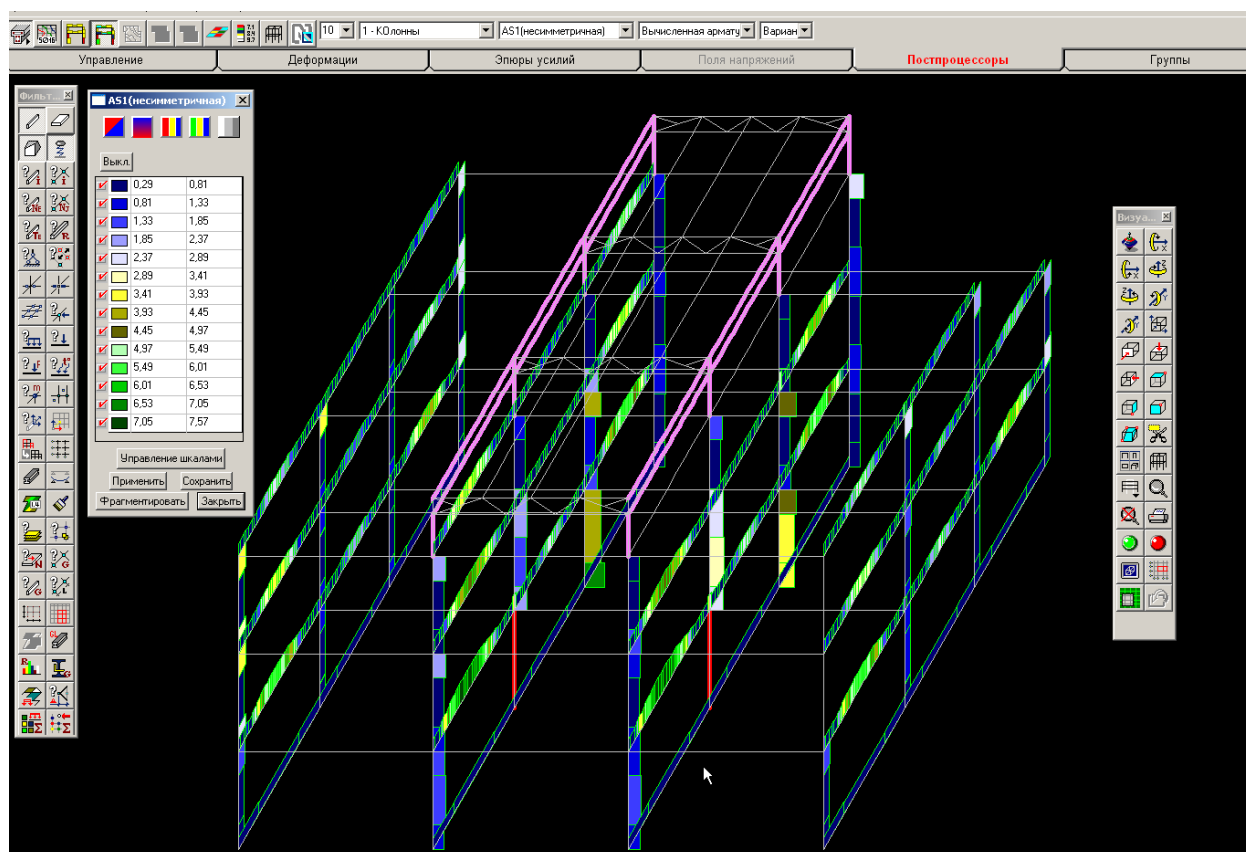 10 1 - КОлонны AS1(несимметричная) Вычисленная армату Вариан
Управление Деформации Эпюры усилий Поля напряжений Постпроцессоры Группы
Фильт...
AS1(несимметричная)
Выкл.
0,29 0,81
0,81 1,33
1,33 1,85
1,85 2,37
2,37 2,89
2,89 3,41
3,41 3,93
3,93 4,45
4,45 4,97
4,97 5,49
5,49 6,01
6,01 6,53
6,53 7,05
7,05 7,57
Управление шкалами
Применить Сохранить
Фрагментировать Закрыть
Визуа...